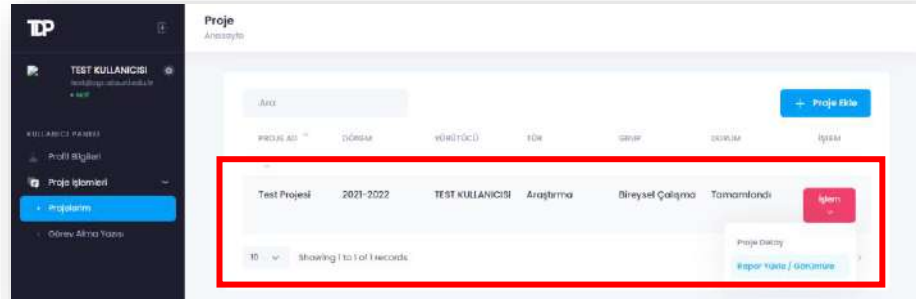 TDP
Proje
Anasayfa
TEST KULLANICISI
Ara:
+ Proje Ekle
KULLANICI PANELİ
PROJE ADI
DÖNEM
YÜRÜTÜCÜ
TÜR
GRUP
DURUM
İŞLEM
Profil Bilgileri
Proje İşlemleri
Test Projesi
2021-2022
TEST KULLANICISI
Araştırma
Bireysel Çalışma
Tamamlandı
İşlem
Projelerim
Görev Alma Yazısı
Proje Detay
10
Showing 1 to 1 of 1 records
Rapor Yükle / Görüntüle